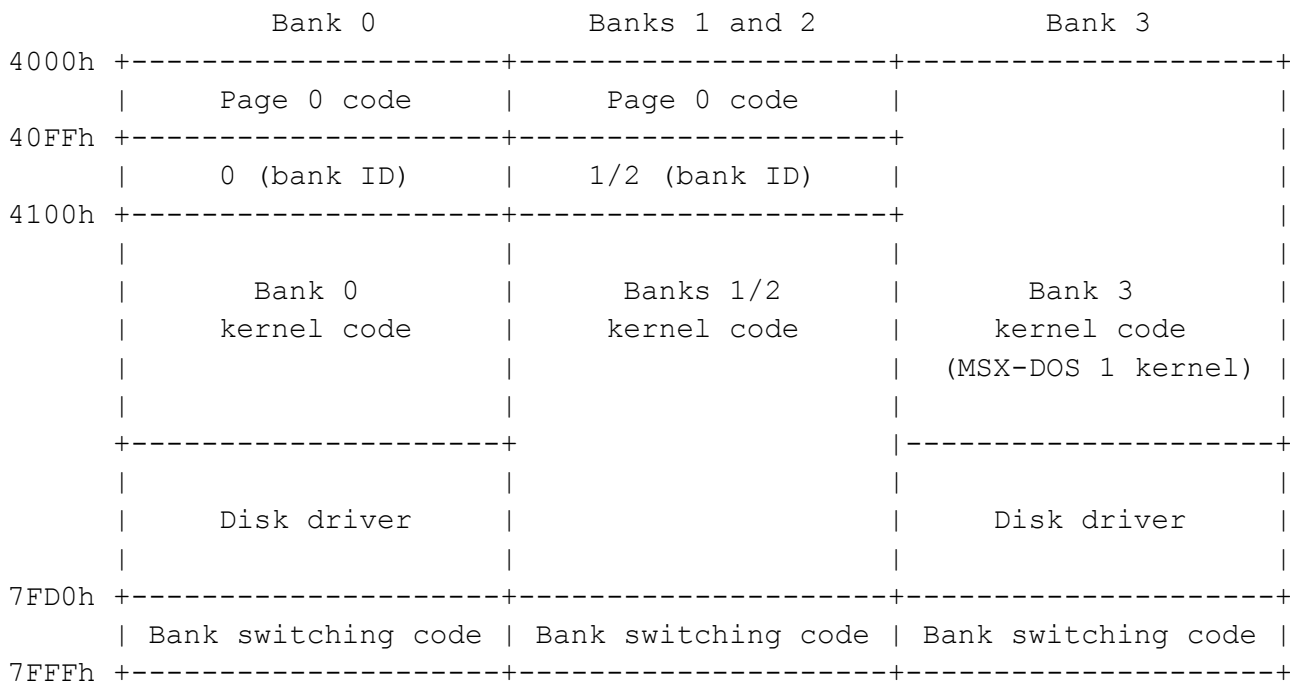 Bank 0            Banks 1 and 2             Bank 3
4000h +---------------------+---------------------+---------------------+
      |     Page 0 code     |     Page 0 code     |                     |
40FFh +---------------------+---------------------+                     |
      |     0 (bank ID)     |    1/2 (bank ID)    |                     |
4100h +---------------------+---------------------+                     |
      |                     |                     |                     |
      |       Bank 0        |      Banks 1/2      |       Bank 3        |
      |     kernel code     |     kernel code     |     kernel code     |
      |                     |                     |  (MSX-DOS 1 kernel) |
      |                     |                     |                     |
      +---------------------+                     |---------------------+
      |                     |                     |                     |
      |     Disk driver     |                     |     Disk driver     |
      |                     |                     |                     |
7FD0h +---------------------+---------------------+---------------------+
      | Bank switching code | Bank switching code | Bank switching code |
7FFFh +---------------------+---------------------+---------------------+